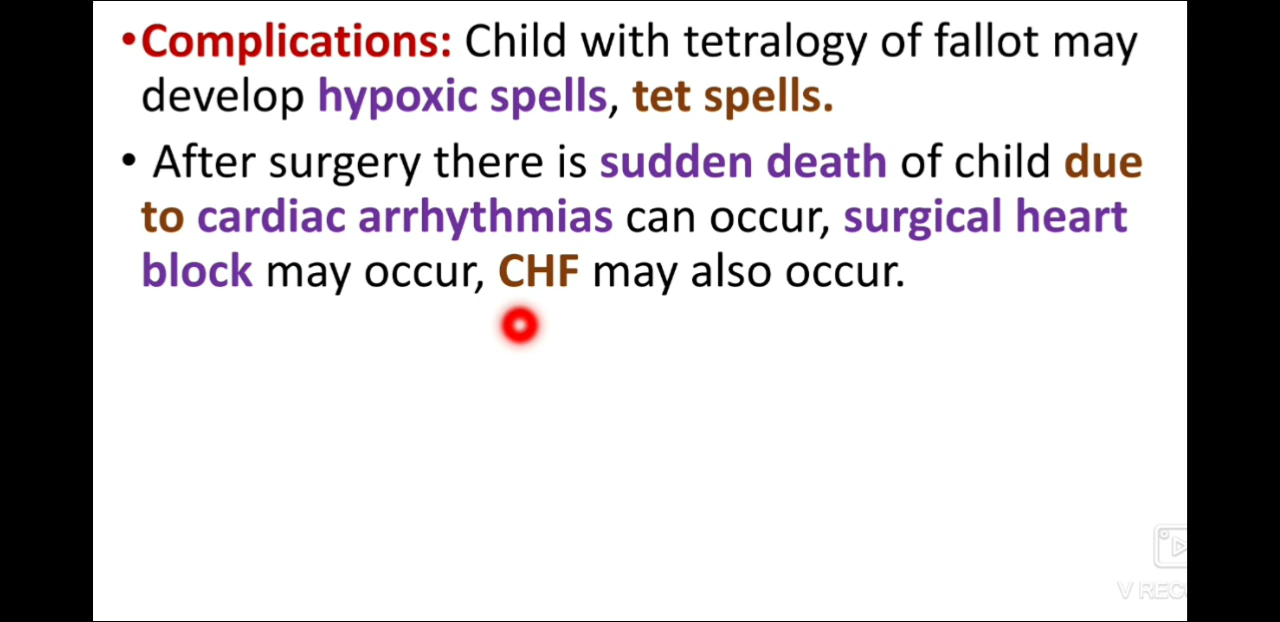 •Complications: Child with tetralogy of fallot may
develop hypoxic spells, tet spells.
• After surgery there is sudden death of child due
to cardiac arrhythmias can occur, surgical heart
block may occur, CHF may also occur.
V REC